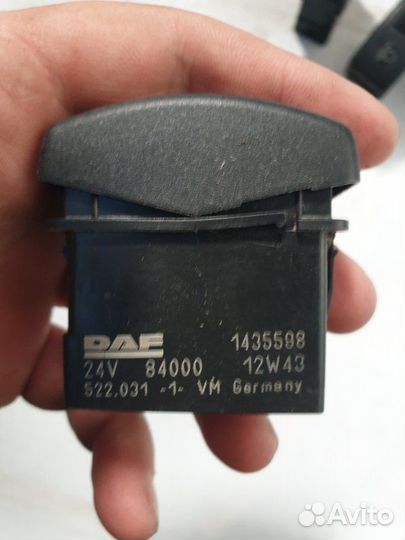 DAF 1435598
24V 84000 12W43
522.031 -1- VM Germany
Avito